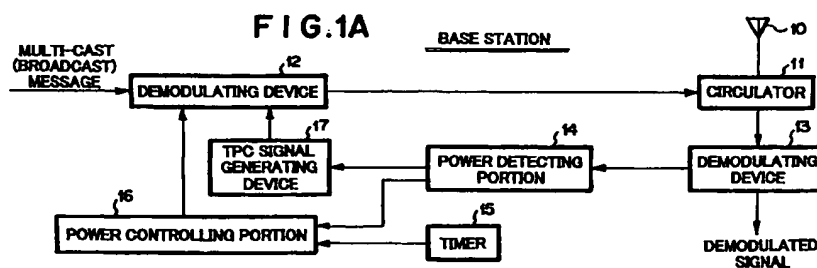 FIG.1A
BASE STATION
10
MULTI-CAST
(BROADCAST)
MESSAGE
12
DEMODULATING DEVICE
11
CIRCULATOR
17
TPC SIGNAL
GENERATING
DEVICE
14
POWER DETECTING
PORTION
13
DEMODULATING
DEVICE
16
POWER CONTROLLING PORTION
15
TIMER
DEMODULATED
SIGNAL